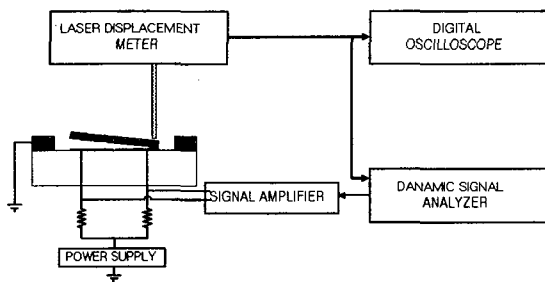 LASER DISPLACEMENT
METER
DIGITAL
OSCILLOSCOPE
SIGNAL AMPLIFIER
DANAMIC SIGNAL
ANALYZER
POWER SUPPLY